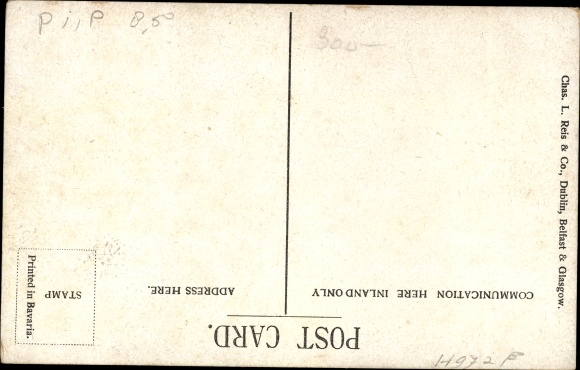 POST CARD.
COMMUNICATION HERE INLAND ONLY
ADDRESS HERE.
STAMP
Printed in Bavaria.
Chas. L. Reis & Co., Dublin, Belfast & Glasgow.
300-
8,50